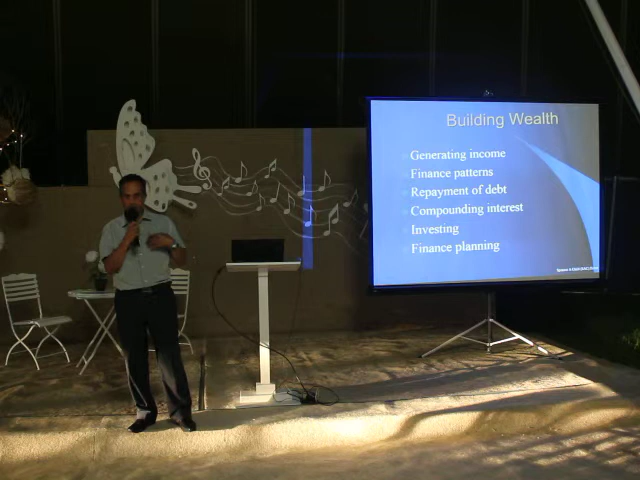 Building Wealth
Generating income
Finance patterns
Repayment of debt
Compounding interest
Investing
Finance planning